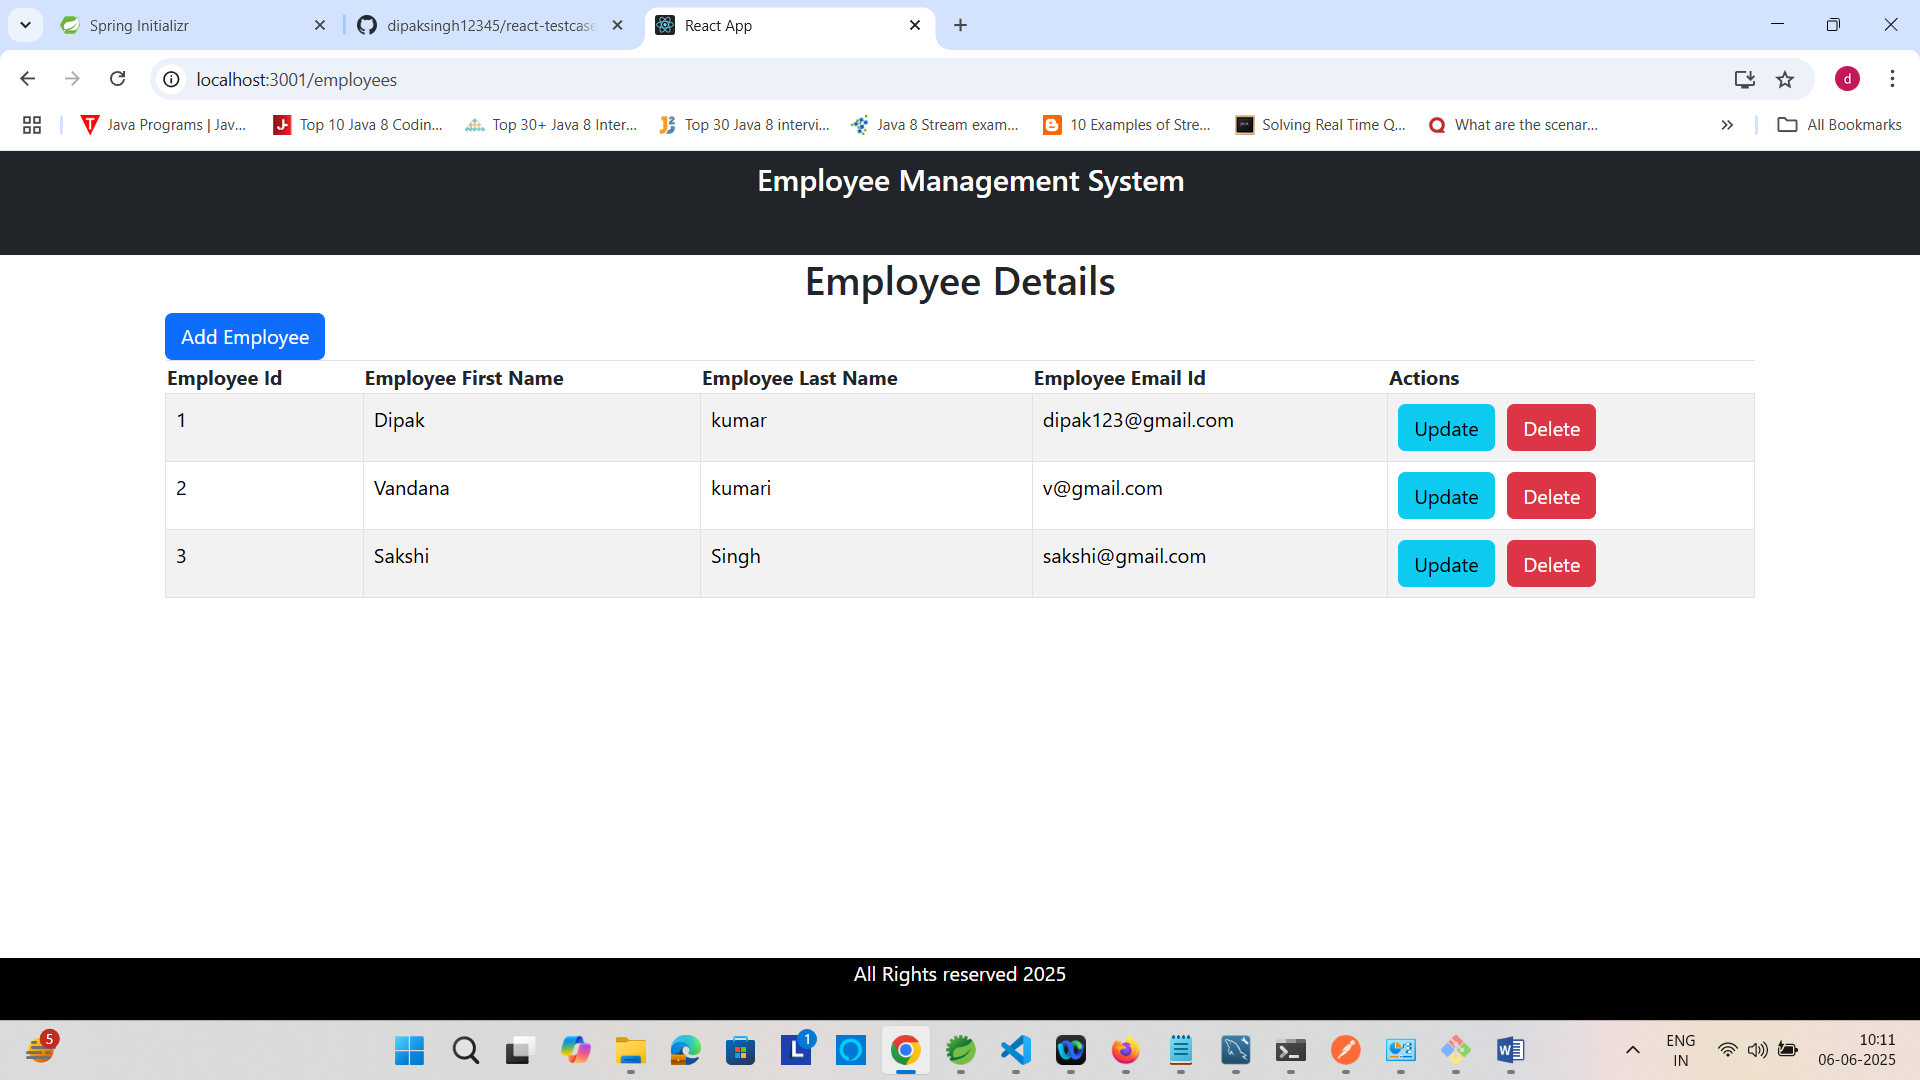 Spring Initializr
dipaksingh12345/react-testcase
React App
localhost:3001/employees
d
Java Programs | Jav...
Top 10 Java 8 Codin...
Top 30+ Java 8 Inter...
Top 30 Java 8 intervi...
Java 8 Stream exam...
10 Examples of Stre...
Solving Real Time Q...
What are the scenar...
All Bookmarks
Employee Management System
Employee Details
Add Employee
Employee Id Employee First Name Employee Last Name Employee Email Id Actions
1 Dipak kumar dipak123@gmail.com Update Delete
2 Vandana kumari v@gmail.com Update Delete
3 Sakshi Singh sakshi@gmail.com Update Delete
All Rights reserved 2025
5
L 1
ENG
IN
10:11
06-06-2025